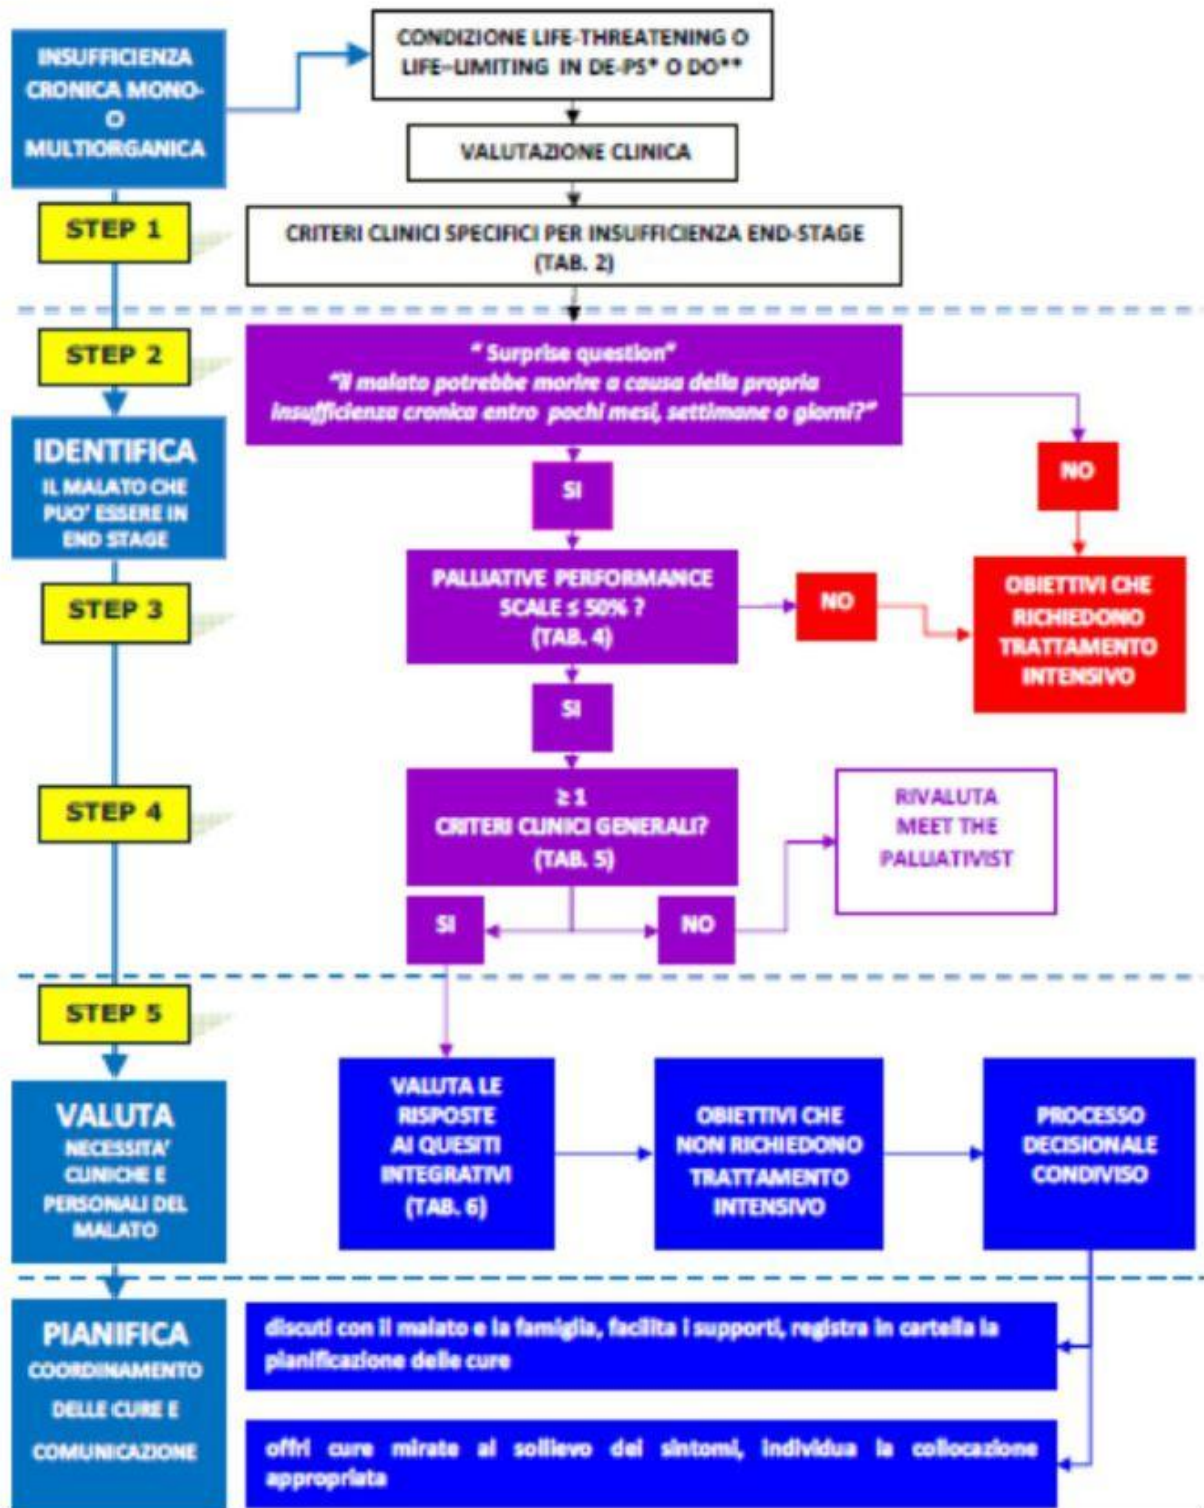 INSUFFICIENZA
CRONICA MONO-
O
MULTIORGANICA
CONDIZIONE LIFE-THREATENING O
LIFE–LIMITING IN DE-PS* O DO**
VALUTAZIONE CLINICA
STEP 1
CRITERI CLINICI SPECIFICI PER INSUFFICIENZA END-STAGE
(TAB. 2)
STEP 2
“ Surprise question”
“Il malato potrebbe morire a causa della propria
insufficienza cronica entro pochi mesi, settimane o giorni?”
IDENTIFICA
IL MALATO CHE
PUO’ ESSERE IN
END STAGE
SI
NO
STEP 3
PALLIATIVE PERFORMANCE
SCALE ≤ 50% ?
(TAB. 4)
NO
OBIETTIVI CHE
RICHIEDONO
TRATTAMENTO
INTENSIVO
SI
STEP 4
≥ 1
CRITERI CLINICI GENERALI?
(TAB. 5)
RIVALUTA
MEET THE
PALLIATIVIST
SI
NO
STEP 5
VALUTA
NECESSITA’
CLINICHE E
PERSONALI DEL
MALATO
VALUTA LE
RISPOSTE
AI QUESITI
INTEGRATIVI
(TAB. 6)
OBIETTIVI CHE
NON RICHIEDONO
TRATTAMENTO
INTENSIVO
PROCESSO
DECISIONALE
CONDIVISO
PIANIFICA
COORDINAMENTO
DELLE CURE E
COMUNICAZIONE
discuti con il malato e la famiglia, facilita i supporti, registra in cartella la
pianificazione delle cure
offri cure mirate al sollievo dei sintomi, individua la collocazione
appropriata